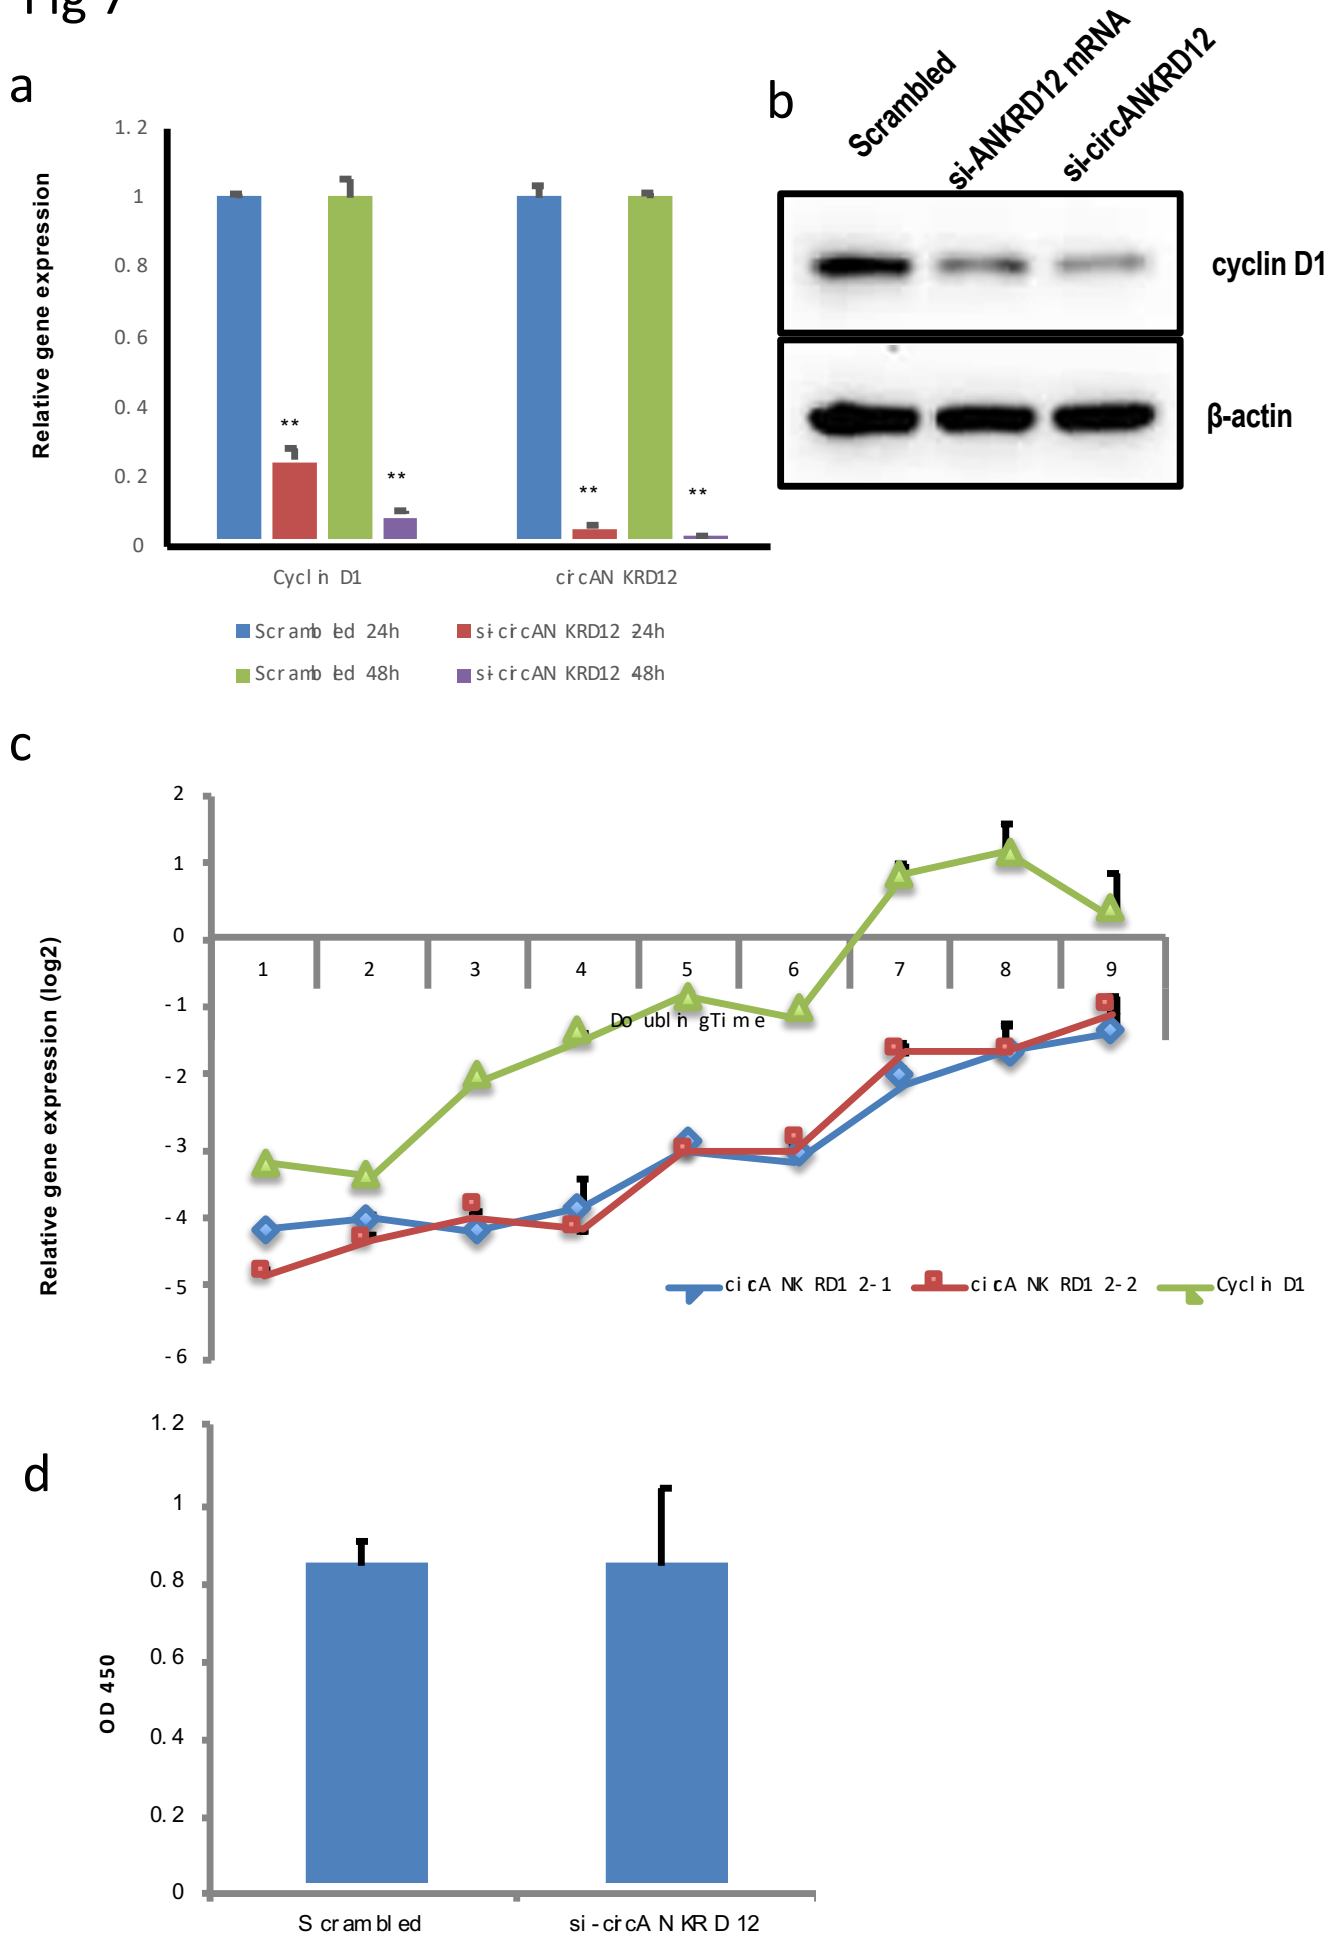 Fig 7
a
1.2
1
0.8
0.6
0.4
0.2
0
Relative gene expression
**
**
**
**
Cyclin D1
circANKRD12
Scrambled 24h
si-circANKRD12-24h
Scrambled 48h
si-circANKRD12-48h
b
Scrambled
si-ANKRD12 mRNA
si-circANKRD12
cyclin D1
β-actin
c
2
1
0
-1
-2
-3
-4
-5
-6
Relative gene expression (log2)
1 2 3 4 5 6 7 8 9
Doubling Time
circANKRD12-1
circANKRD12-2
Cyclin D1
d
1.2
1
0.8
0.6
0.4
0.2
0
OD 450
Scrambled
si-circANKRD12